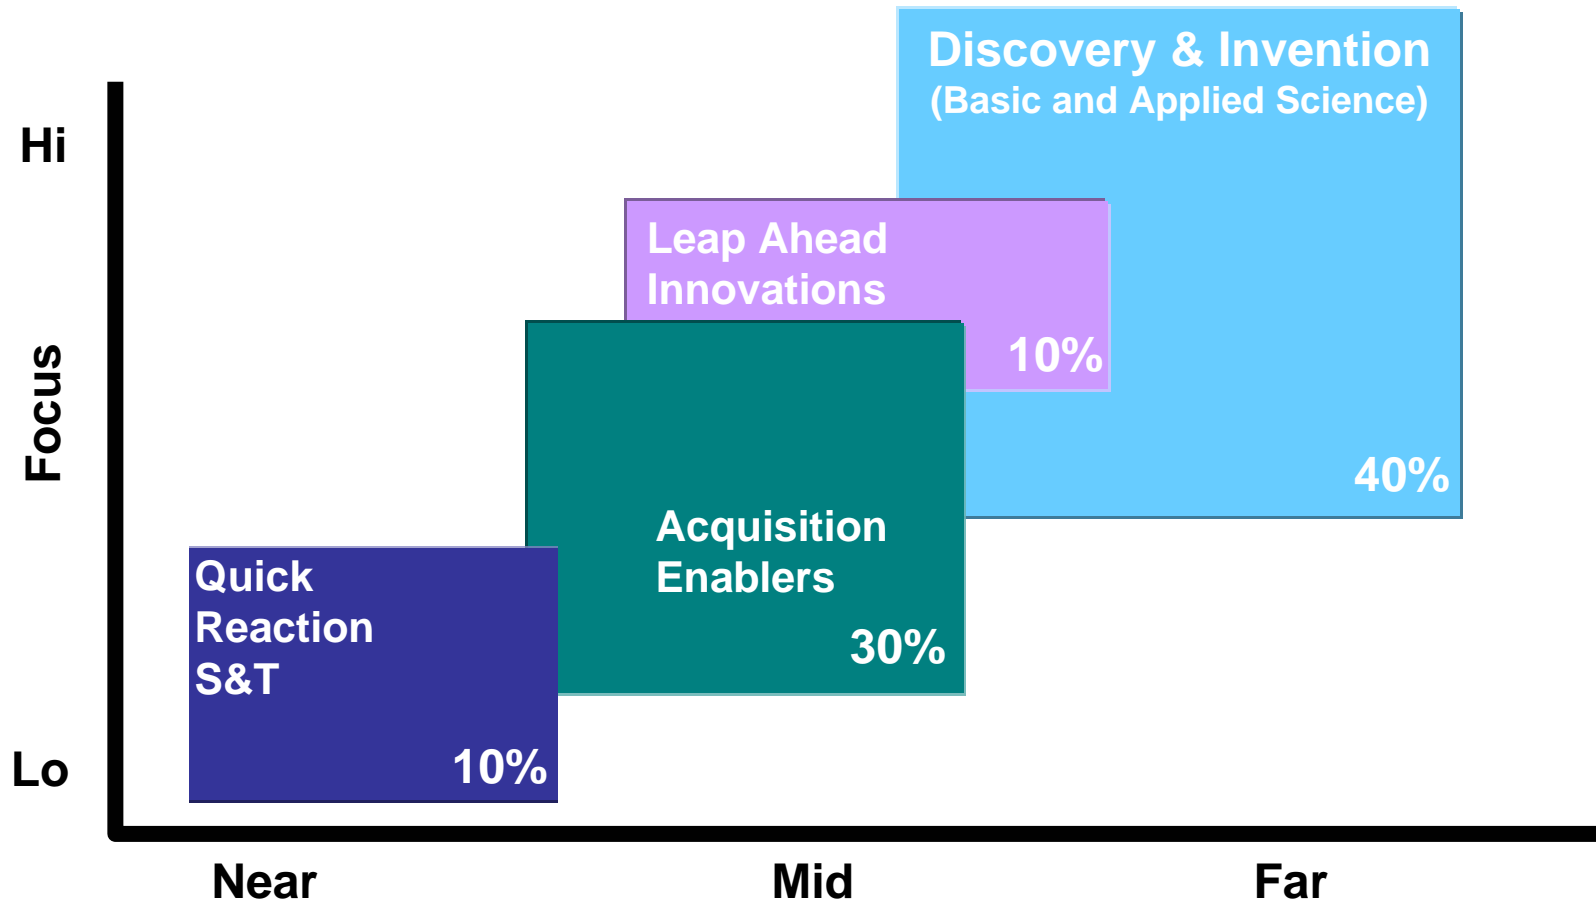 Discovery & Invention
(Basic and Applied Science)
Hi
Leap Ahead
Innovations
10%
Focus
40%
Acquisition
Enablers
30%
Quick
Reaction
S&T
10%
Lo
Near
Mid
Far